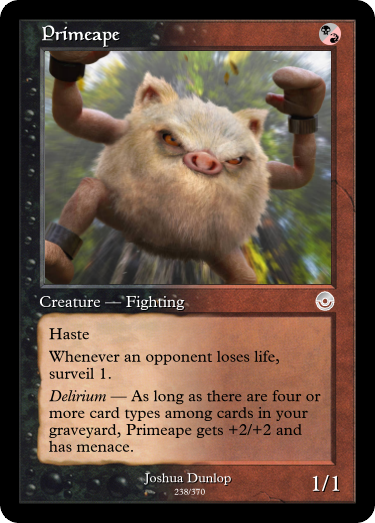 Primeape
Creature — Fighting
Haste
Whenever an opponent loses life,
surveil 1.
Delirium — As long as there are four or
more card types among cards in your
graveyard, Primeape gets +2/+2 and
has menace.
Joshua Dunlop
238/370
1/1